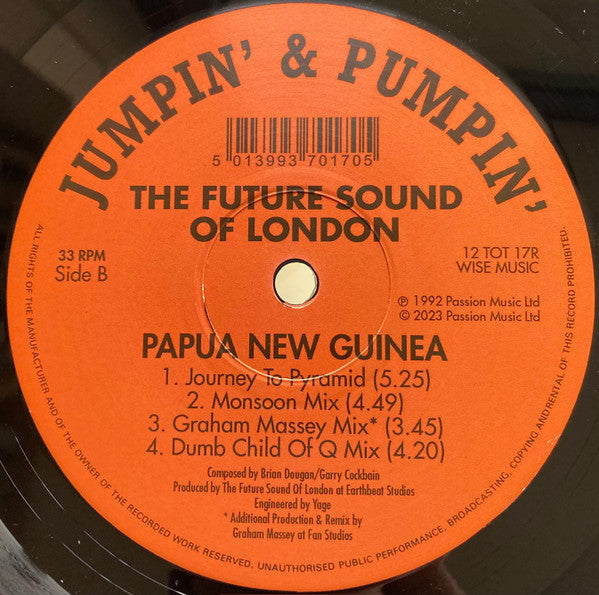 JUMPIN' & PUMPIN'
5 013993 701705
THE FUTURE SOUND
OF LONDON
33 RPM
Side B
12 TOT 17R
WISE MUSIC
℗ 1992 Passion Music Ltd
© 2023 Passion Music Ltd
PAPUA NEW GUINEA
1. Journey To Pyramid (5.25)
2. Monsoon Mix (4.49)
3. Graham Massey Mix* (3.45)
4. Dumb Child Of Q Mix (4.20)
Composed by Brian Dougan/Garry Cockbain
Produced by The Future Sound Of London at Earthbeat Studios
Engineered by Yage
* Additional Production & Remix by
Graham Massey at Fan Studios
ALL RIGHTS OF THE MANUFACTURER AND OF THE OWNER OF THE RECORDED WORK RESERVED. UNAUTHORISED PUBLIC PERFORMANCE, BROADCASTING, COPYING AND RENTAL OF THIS RECORD PROHIBITED.